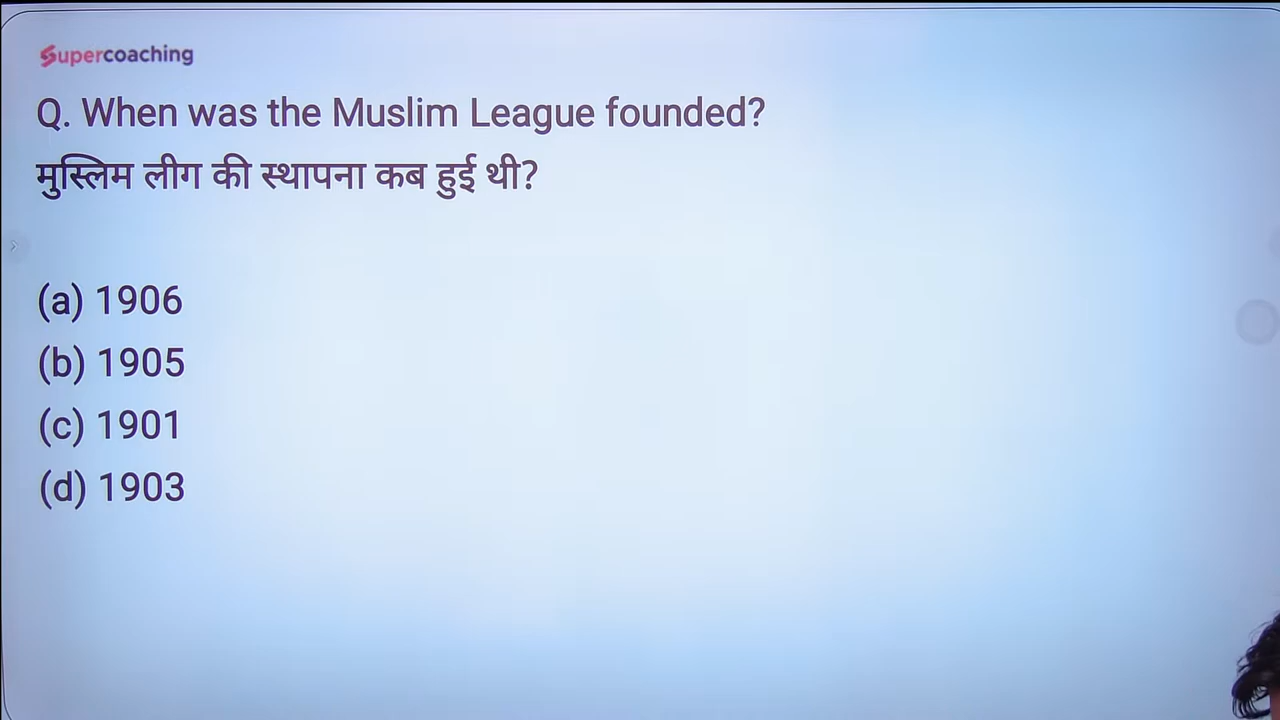 Supercoaching
Q. When was the Muslim League founded?
मुस्लिम लीग की स्थापना कब हुई थी?
(a) 1906
(b) 1905
(c) 1901
(d) 1903